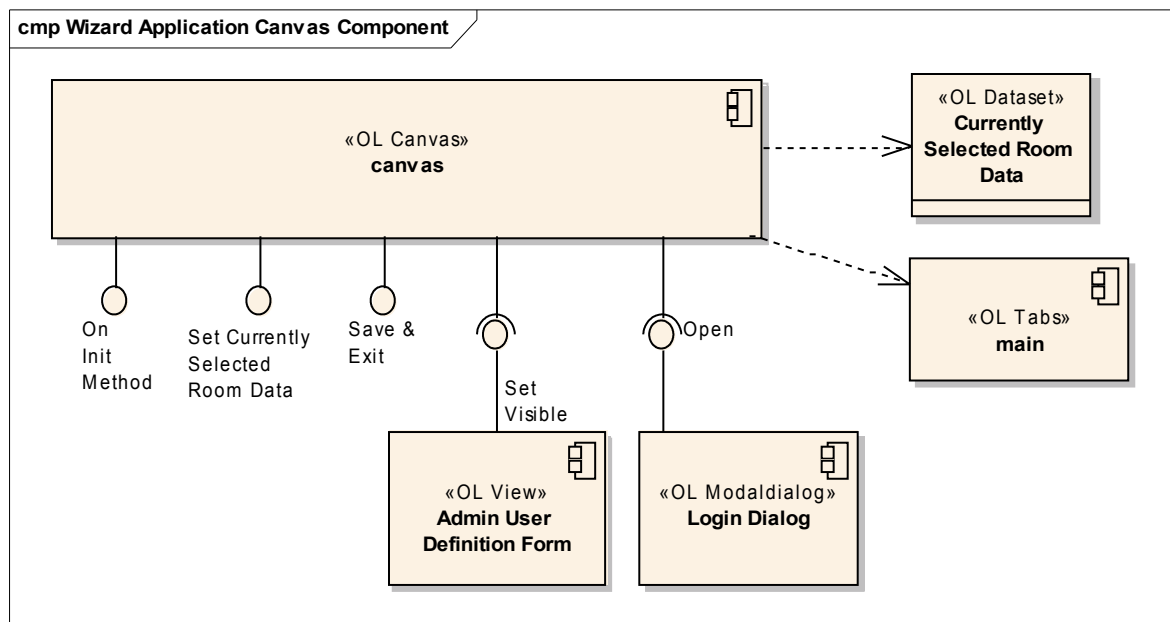 cmp Wizard Application Canvas Component
«OL Canvas»
canvas
«OL Dataset»
Currently
Selected Room
Data
On
Init
Method
Set Currently
Selected
Room Data
Save &
Exit
Set
Visible
Open
«OL Tabs»
main
«OL View»
Admin User
Definition Form
«OL Modaldialog»
Login Dialog